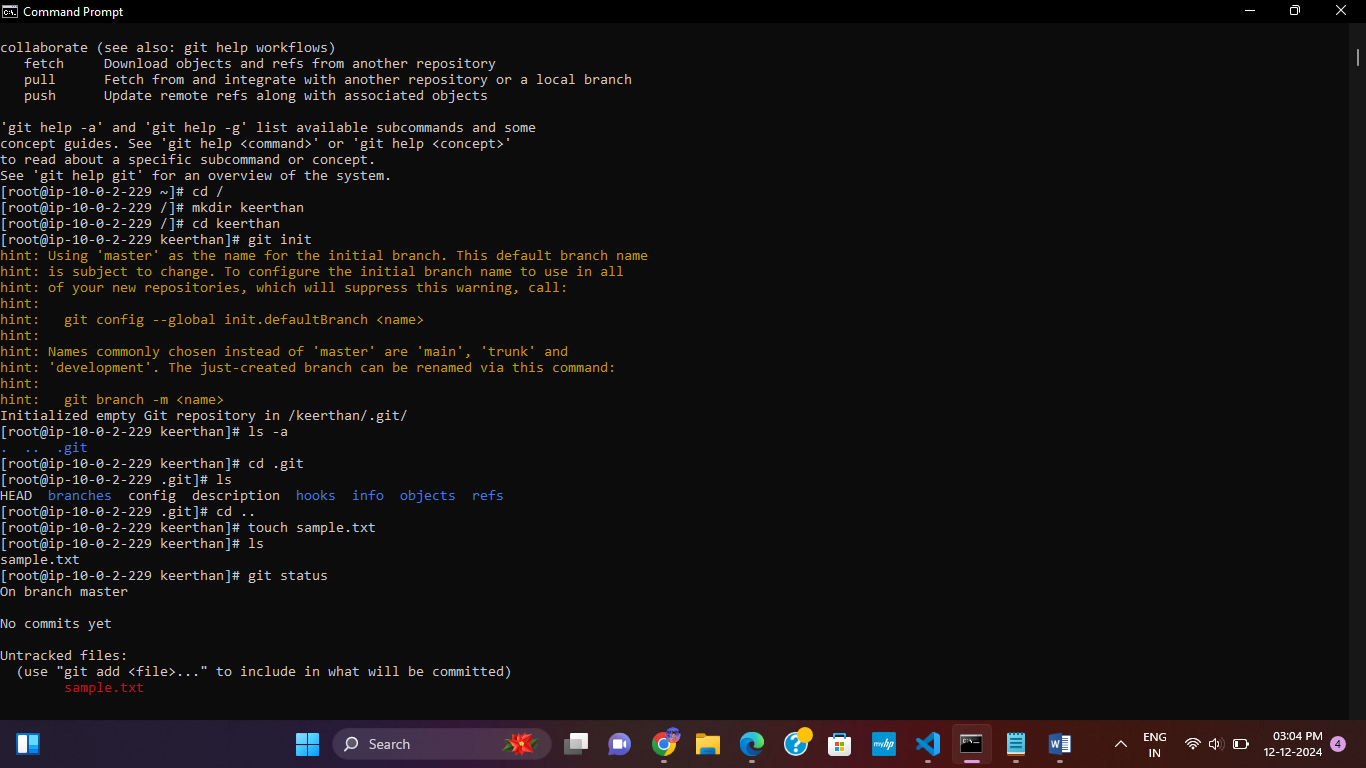 Command Prompt
collaborate (see also: git help workflows)
   fetch     Download objects and refs from another repository
   pull      Fetch from and integrate with another repository or a local branch
   push      Update remote refs along with associated objects
'git help -a' and 'git help -g' list available subcommands and some
concept guides. See 'git help <command>' or 'git help <concept>'
to read about a specific subcommand or concept.
See 'git help git' for an overview of the system.
[root@ip-10-0-2-229 ~]# cd /
[root@ip-10-0-2-229 /]# mkdir keerthan
[root@ip-10-0-2-229 /]# cd keerthan
[root@ip-10-0-2-229 keerthan]# git init
hint: Using 'master' as the name for the initial branch. This default branch name
hint: is subject to change. To configure the initial branch name to use in all
hint: of your new repositories, which will suppress this warning, call:
hint:
hint:   git config --global init.defaultBranch <name>
hint:
hint: Names commonly chosen instead of 'master' are 'main', 'trunk' and
hint: 'development'. The just-created branch can be renamed via this command:
hint:
hint:   git branch -m <name>
Initialized empty Git repository in /keerthan/.git/
[root@ip-10-0-2-229 keerthan]# ls -a
.  ..  .git
[root@ip-10-0-2-229 keerthan]# cd .git
[root@ip-10-0-2-229 .git]# ls
HEAD  branches  config  description  hooks  info  objects  refs
[root@ip-10-0-2-229 .git]# cd ..
[root@ip-10-0-2-229 keerthan]# touch sample.txt
[root@ip-10-0-2-229 keerthan]# ls
sample.txt
[root@ip-10-0-2-229 keerthan]# git status
On branch master
No commits yet
Untracked files:
  (use "git add <file>..." to include in what will be committed)
        sample.txt
Search
myhp
ENG
IN
03:04 PM
12-12-2024
4